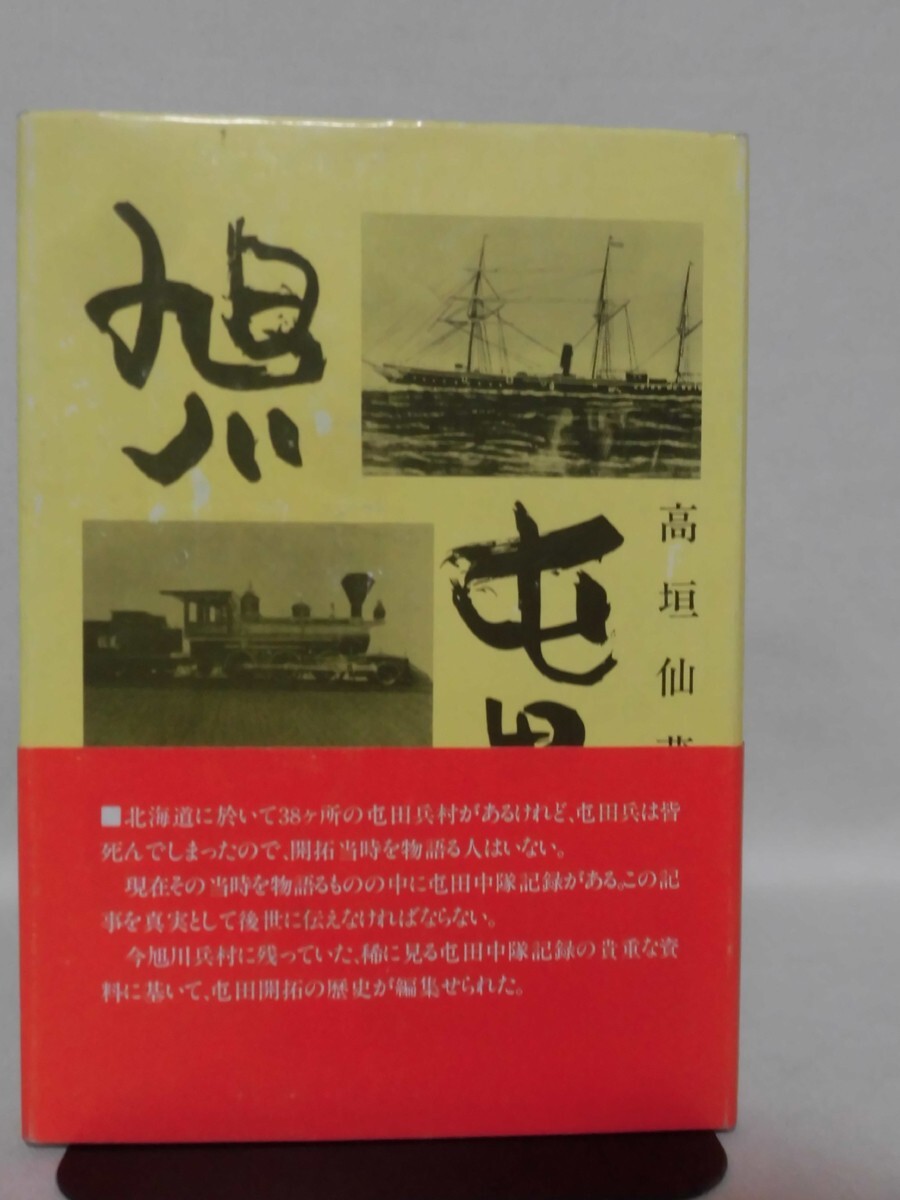 旭川
屯田
高垣仙蔵
■北海道に於いて38ヶ所の屯田兵村があるけれど、屯田兵は皆
死んでしまったので、開拓当時を物語る人はいない。
現在その当時を物語るものの中に屯田中隊記録がある。この記
事を真実として後世に伝えなければならない。
今旭川兵村に残っていた、稀に見る屯田中隊記録の貴重な資
料に基いて、屯田開拓の歴史が編集せられた。